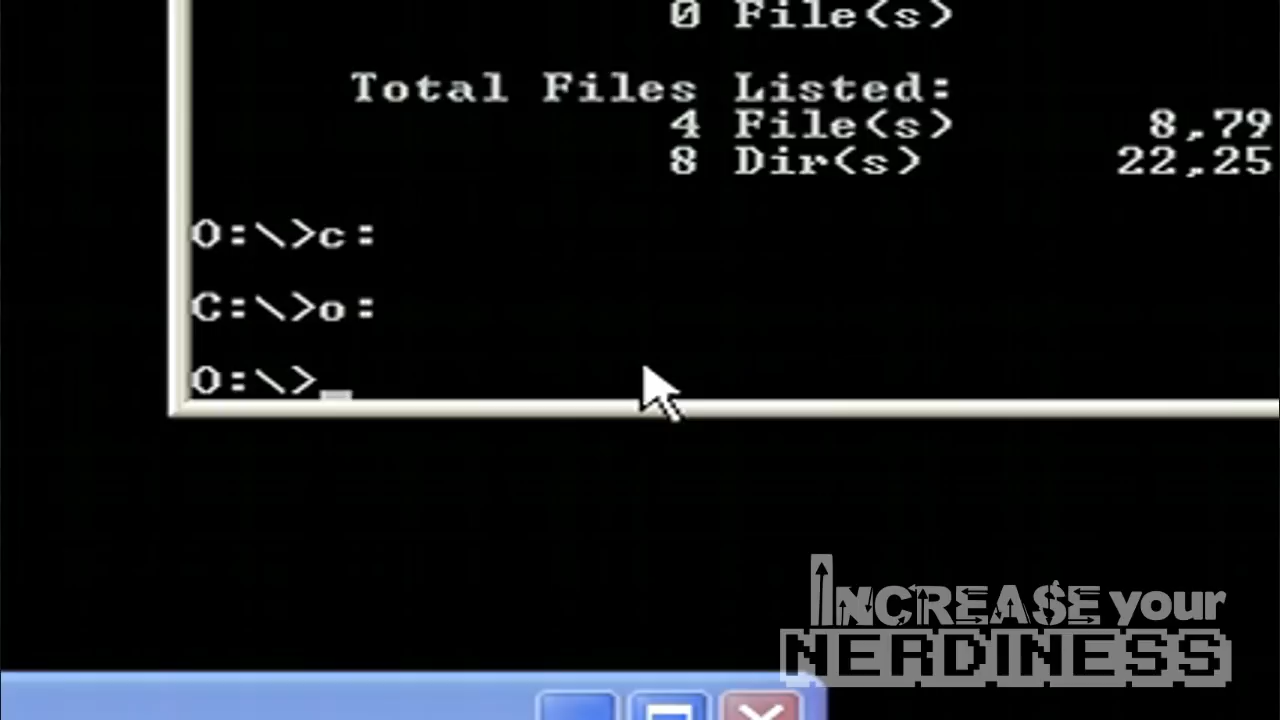 0 File(s)
Total Files Listed:
4 File(s) 8,79
8 Dir(s) 22,25
O:\>c:
C:\>o:
O:\>_
INCREASE your
NERDINESS